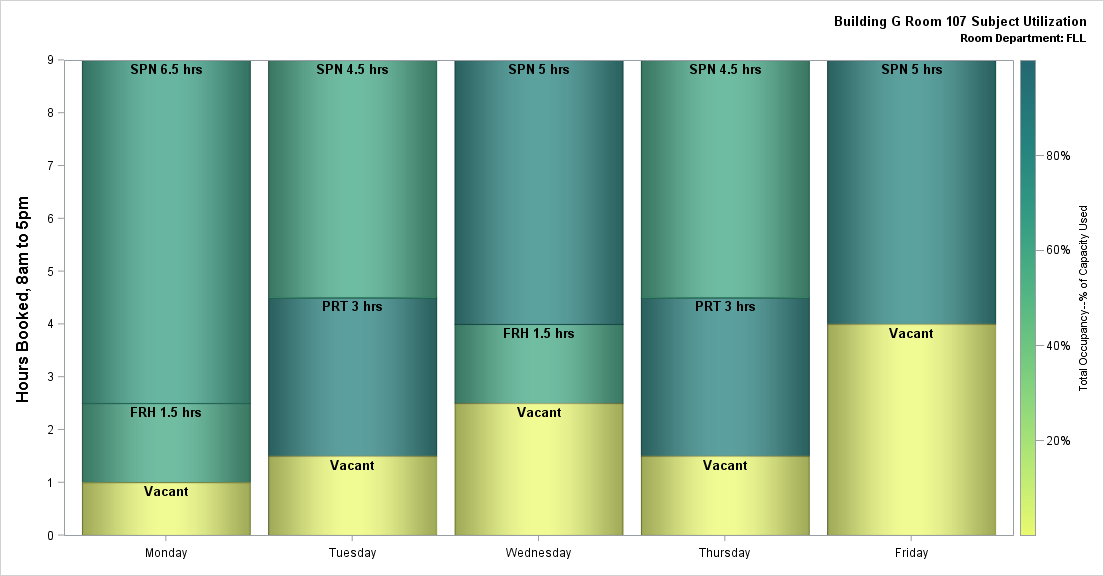 Building G Room 107 Subject Utilization
Room Department: FLL
Hours Booked, 8am to 5pm
9
8
7
6
5
4
3
2
1
0
SPN 6.5 hrs
FRH 1.5 hrs
Vacant
SPN 4.5 hrs
PRT 3 hrs
Vacant
SPN 5 hrs
FRH 1.5 hrs
Vacant
SPN 4.5 hrs
PRT 3 hrs
Vacant
SPN 5 hrs
Vacant
Monday
Tuesday
Wednesday
Thursday
Friday
80%
60%
40%
20%
Total Occupancy--% of Capacity Used